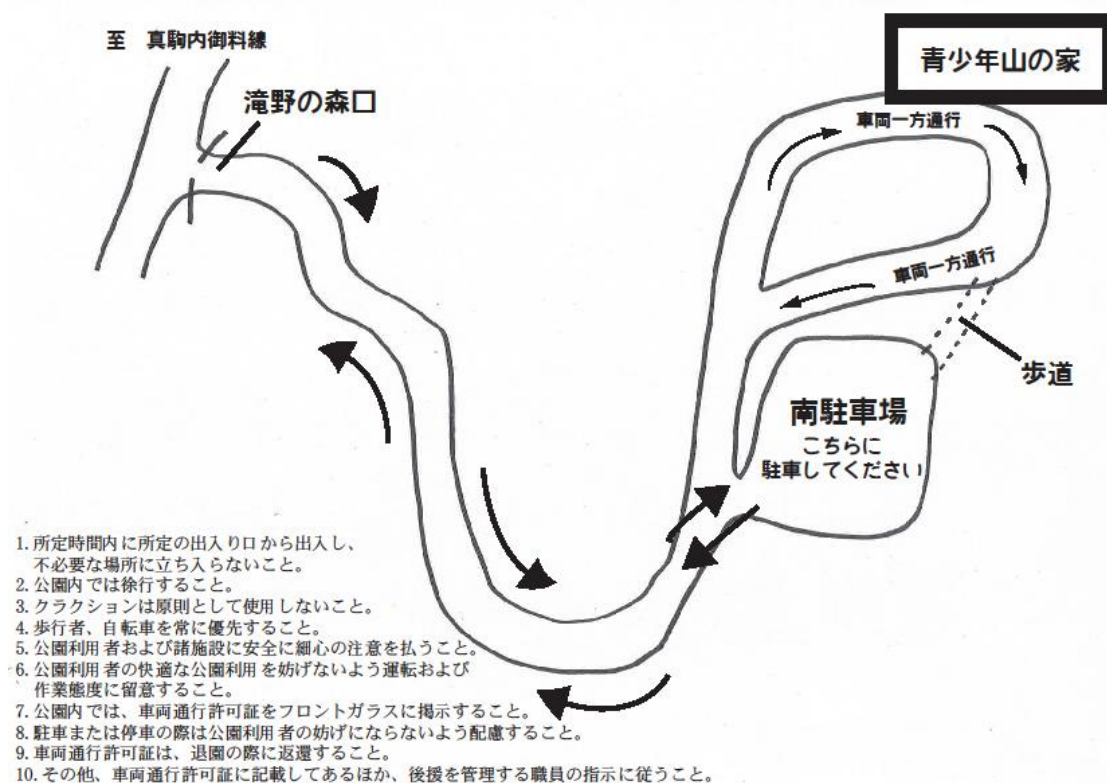 至 真駒内御料線
滝野の森口
青少年山の家
車両一方通行
車両一方通行
歩道
南駐車場
こちらに
駐車してください
1. 所定時間内に所定の出入り口から出入し、
不必要な場所に立ち入らないこと。
2. 公園内では徐行すること。
3. クラクションは原則として使用しないこと。
4. 歩行者、自転車を常に優先すること。
5. 公園利用者および諸施設に安全に細心の注意を払うこと。
6. 公園利用者の快適な公園利用を妨げないよう運転および
作業態度に留意すること。
7. 公園内では、車両通行許可証をフロントガラスに掲示すること。
8. 駐車または停車の際は公園利用者の妨げにならないよう配慮すること。
9. 車両通行許可証は、退園の際に返還すること。
10. その他、車両通行許可証に記載してあるほか、後援を管理する職員の指示に従うこと。